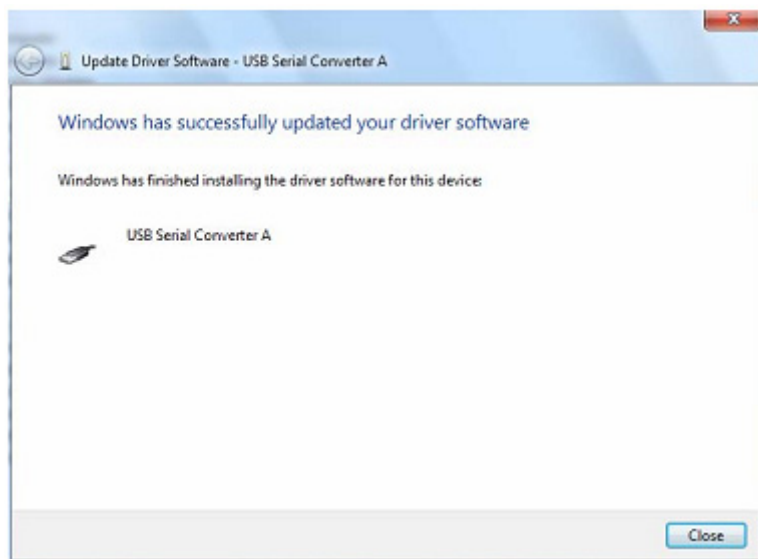 Update Driver Software - USB Serial Converter A
Windows has successfully updated your driver software
Windows has finished installing the driver software for this device:
USB Serial Converter A
Close